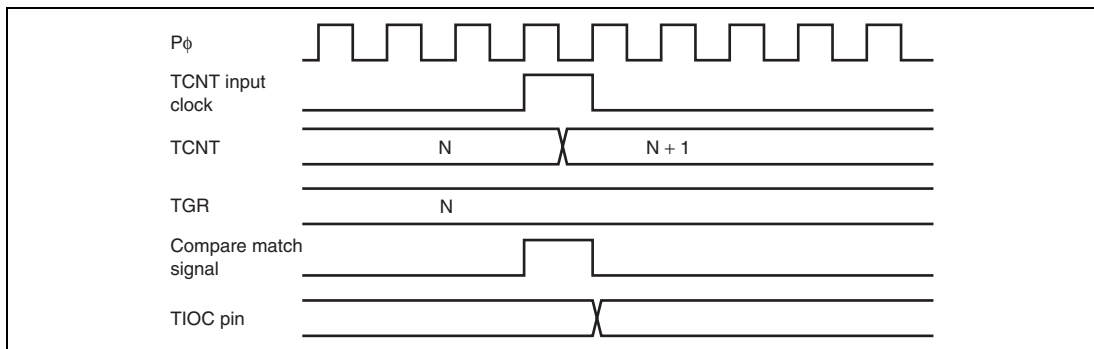 Pφ
TCNT input
clock
TCNT
N
N + 1
TGR
N
Compare match
signal
TIOC pin